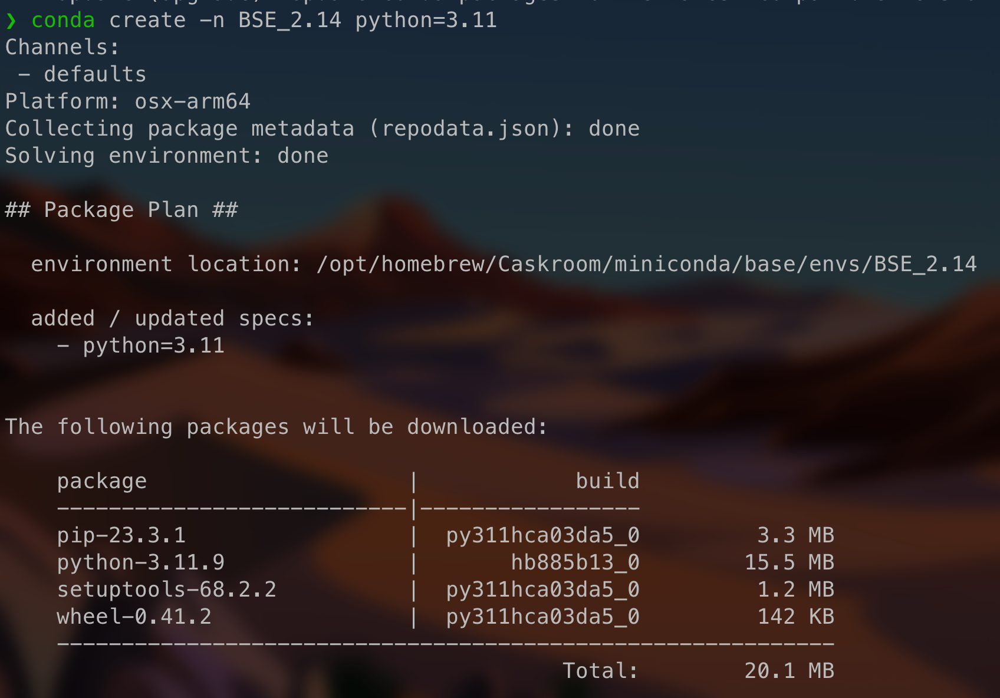 ❯ conda create -n BSE_2.14 python=3.11
Channels:
 - defaults
Platform: osx-arm64
Collecting package metadata (repodata.json): done
Solving environment: done
## Package Plan ##
  environment location: /opt/homebrew/Caskroom/miniconda/base/envs/BSE_2.14
  added / updated specs:
    - python=3.11
The following packages will be downloaded:
    package                    |            build
    ---------------------------|-----------------
    pip-23.3.1                 |  py311hca03da5_0         3.3 MB
    python-3.11.9              |       hb885b13_0        15.5 MB
    setuptools-68.2.2          |  py311hca03da5_0         1.2 MB
    wheel-0.41.2               |  py311hca03da5_0         142 KB
    ------------------------------------------------------------
                                           Total:        20.1 MB